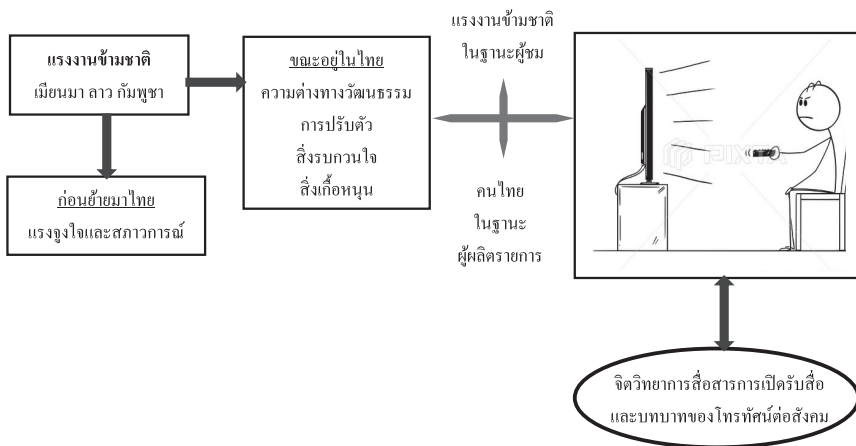 แรงงานข้ามชาติ
เมียนมา ลาว กัมพูชา
ก่อนย้ายมาไทย
แรงจูงใจและสภาวการณ์
ขณะอยู่ในไทย
ความต่างทางวัฒนธรรม
การปรับตัว
สิ่งรบกวนใจ
สิ่งเกื้อหนุน
แรงงานข้ามชาติ
ในฐานะผู้ชม
คนไทย
ในฐานะ
ผู้ผลิตรายการ
PIXTA
จิตวิทยาการสื่อสารการเปิดรับสื่อ
และบทบาทของโทรทัศน์ต่อสังคม